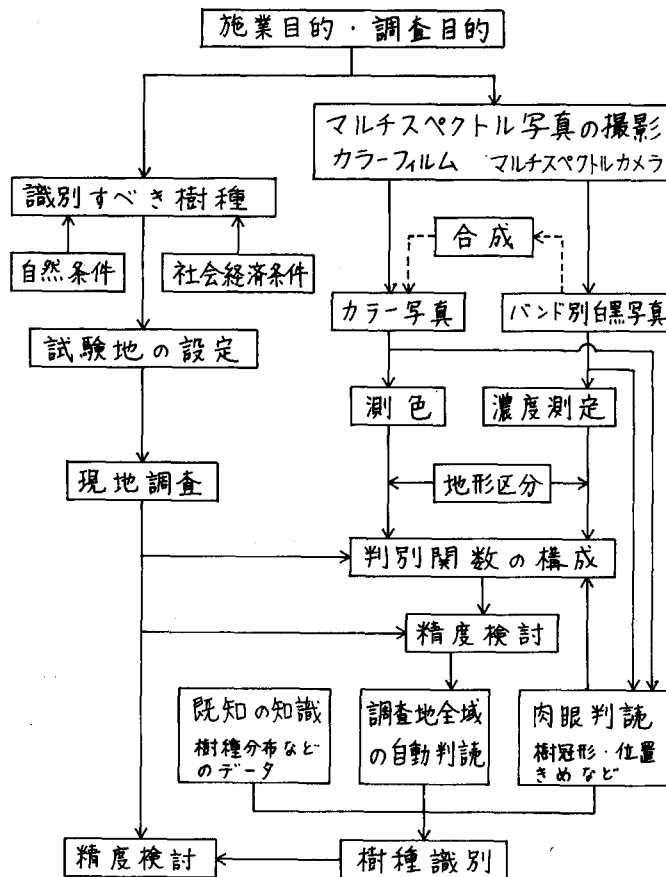 施業目的・調査目的
マルチスペクトル写真の撮影
カラーフィルム マルチスペクトルカメラ
識別すべき樹種
合成
自然条件
社会経済条件
カラー写真
バンド別白黒写真
試験地の設定
測色
濃度測定
現地調査
地形区分
判別関数の構成
精度検討
既知の知識
樹種分布など
のデータ
調査地全域
の自動判読
肉眼判読
樹冠形・位置
きめなど
精度検討
樹種識別